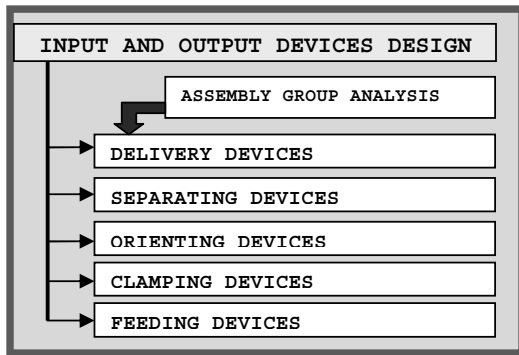 INPUT AND OUTPUT DEVICES DESIGN
ASSEMBLY GROUP ANALYSIS
DELIVERY DEVICES
SEPARATING DEVICES
ORIENTING DEVICES
CLAMPING DEVICES
FEEDING DEVICES